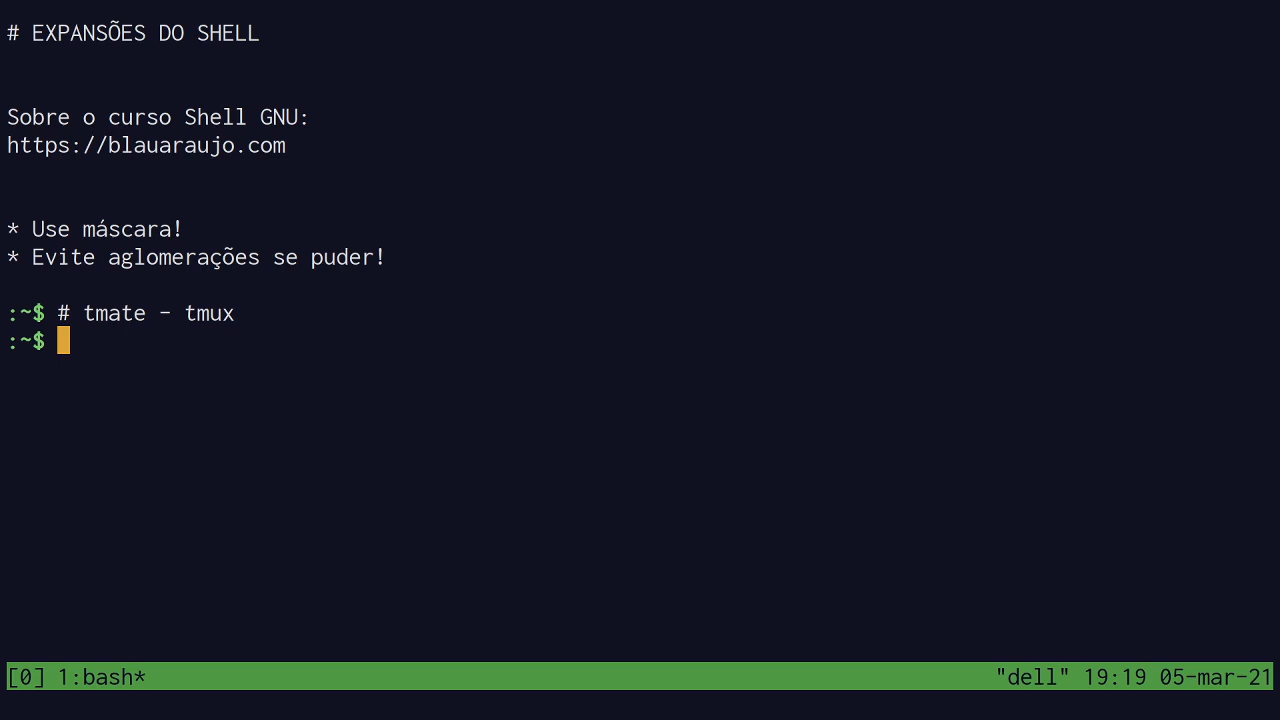 # EXPANSÕES DO SHELL
Sobre o curso Shell GNU:
https://blauaraujo.com
* Use máscara!
* Evite aglomerações se puder!
:~$ # tmate - tmux
:~$
[0] 1:bash* "dell" 19:19 05-mar-21